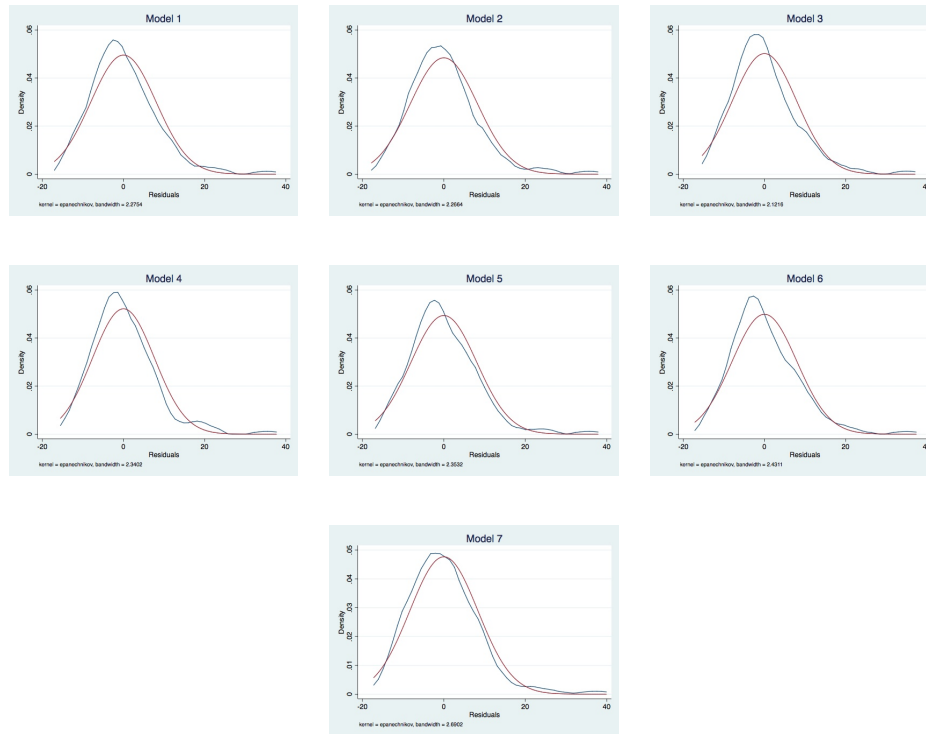 Model 1
.06
.04
.02
0
Density
-20 0 20 40
Residuals
kernel = epanechnikov, bandwidth = 2.2754
Model 2
.06
.04
.02
0
Density
-20 0 20 40
Residuals
kernel = epanechnikov, bandwidth = 2.2664
Model 3
.06
.04
.02
0
Density
-20 0 20 40
Residuals
kernel = epanechnikov, bandwidth = 2.1216
Model 4
.06
.04
.02
0
Density
-20 0 20 40
Residuals
kernel = epanechnikov, bandwidth = 2.3402
Model 5
.06
.04
.02
0
Density
-20 0 20 40
Residuals
kernel = epanechnikov, bandwidth = 2.3532
Model 6
.06
.04
.02
0
Density
-20 0 20 40
Residuals
kernel = epanechnikov, bandwidth = 2.4311
Model 7
.05
.04
.03
.02
.01
0
Density
-20 0 20 40
Residuals
kernel = epanechnikov, bandwidth = 2.6902